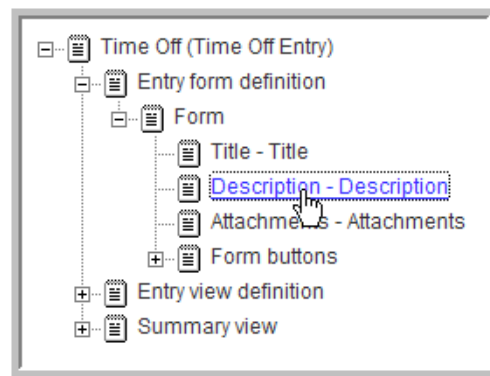 Time Off (Time Off Entry)
Entry form definition
Form
Title - Title
Description - Description
Attachments - Attachments
Form buttons
Entry view definition
Summary view